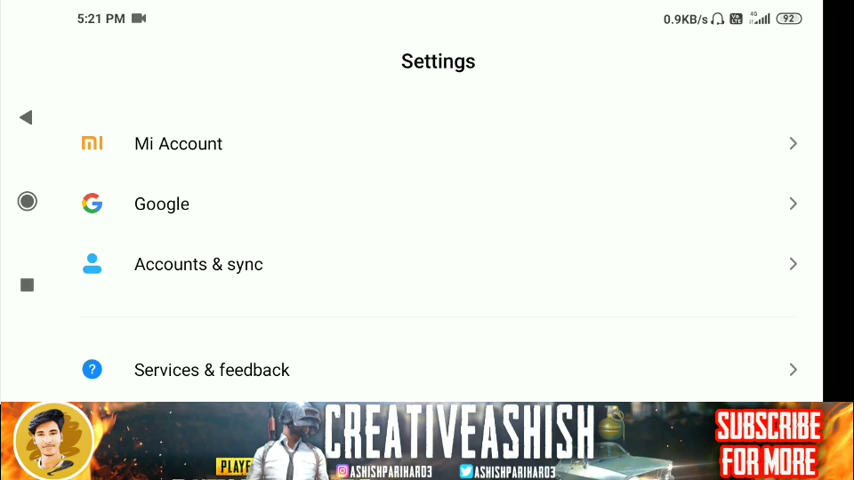 5:21 PM
0.9KB/s
4G
92
Settings
Mi Account
Google
Accounts & sync
Services & feedback
CREATIVEASHISH
SUBSCRIBE
FOR MORE
ASHISHPARIHAR03
ASHISHPARIHAR03